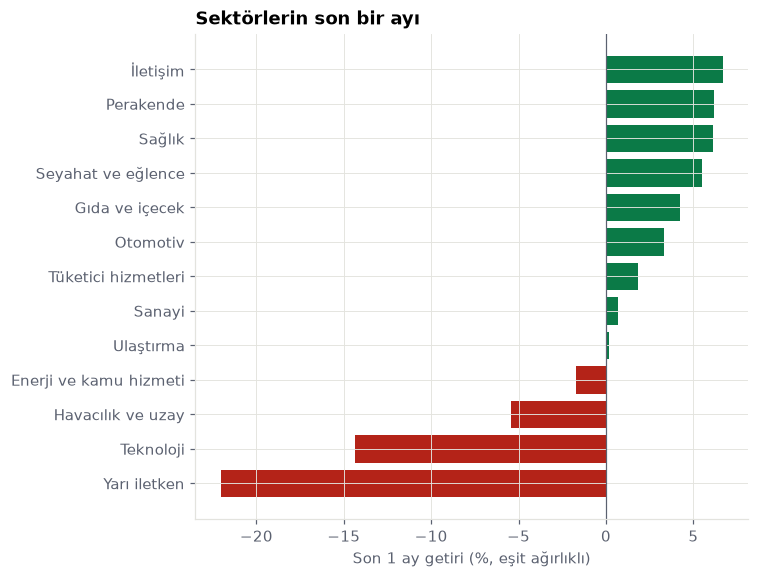 Sektörlerin son bir ayı
İletişim
Perakende
Sağlık
Seyahat ve eğlence
Gıda ve içecek
Otomotiv
Tüketici hizmetleri
Sanayi
Ulaştırma
Enerji ve kamu hizmeti
Havacılık ve uzay
Teknoloji
Yarı iletken
−20 −15 −10 −5 0 5
Son 1 ay getiri (%, eşit ağırlıklı)